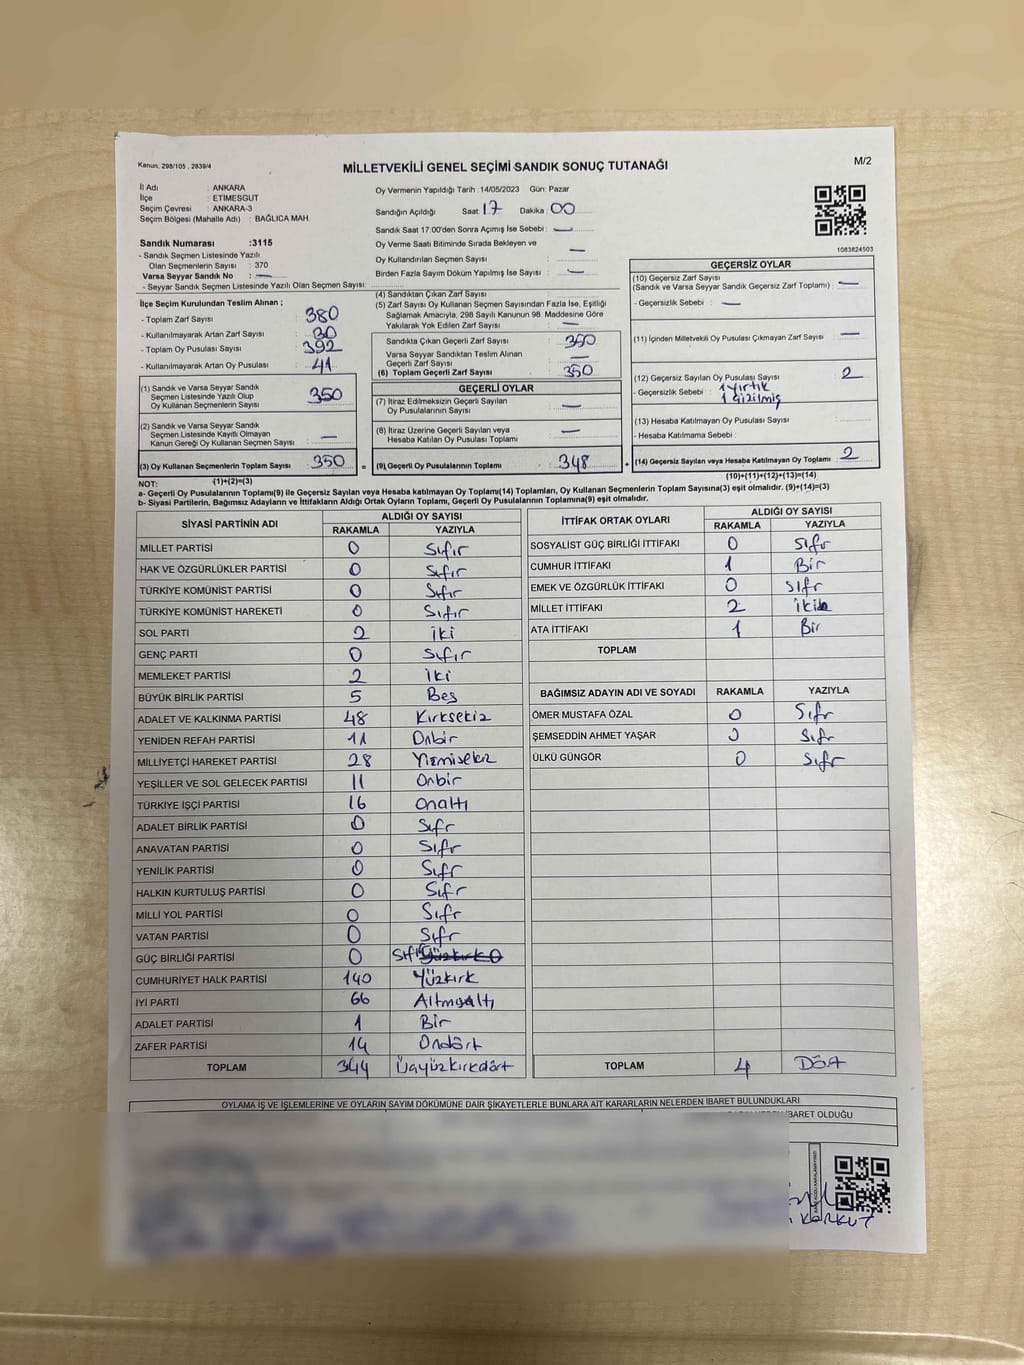 Kanun, 298/105 , 2839/4
MİLLETVEKİLİ GENEL SEÇİMİ SANDIK SONUÇ TUTANAĞI
M/2
İl Adı : ANKARA
İlçe : ETİMESGUT
Seçim Çevresi : ANKARA-3
Seçim Bölgesi (Mahalle Adı) : BAĞLICA MAH.
Oy Vermenin Yapıldığı Tarih : 14/05/2023 Gün: Pazar
Sandığın Açıldığı Saat 17 Dakika 00
Sandık Saat 17:00'den Sonra Açımış İse Sebebi : —
Oy Verme Saati Bitiminde Sırada Bekleyen ve
Oy Kullandırılan Seçmen Sayısı : —
Birden Fazla Sayım Döküm Yapılmış İse Sayısı : —
1083824503
Sandık Numarası :3115
- Sandık Seçmen Listesinde Yazılı
Olan Seçmenlerin Sayısı : 370
Varsa Seyyar Sandık No : —
- Seyyar Sandık Seçmen Listesinde Yazılı Olan Seçmen Sayısı:
İlçe Seçim Kurulundan Teslim Alınan ;
- Toplam Zarf Sayısı : 380
- Kullanılmayarak Artan Zarf Sayısı : 30
- Toplam Oy Pusulası Sayısı : 392
- Kullanılmayarak Artan Oy Pusulası : 41
(1) Sandık ve Varsa Seyyar Sandık
Seçmen Listesinde Yazılı Olup
Oy Kullanan Seçmenlerin Sayısı : 350
(2) Sandık ve Varsa Seyyar Sandık
Seçmen Listesinde Kayıtlı Olmayan
Kanun Gereği Oy Kullanan Seçmen Sayısı : —
(3) Oy Kullanan Seçmenlerin Toplam Sayısı : 350 =
(4) Sandıktan Çıkan Zarf Sayısı :
(5) Zarf Sayısı Oy Kullanan Seçmen Sayısından Fazla İse, Eşitliği
Sağlamak Amacıyla, 298 Sayılı Kanunun 98. Maddesine Göre
Yakılarak Yok Edilen Zarf Sayısı : —
Sandıkta Çıkan Geçerli Zarf Sayısı : 350
Varsa Seyyar Sandıktan Teslim Alınan
Geçerli Zarf Sayısı : —
(6) Toplam Geçerli Zarf Sayısı : 350
GEÇERLİ OYLAR
(7) İtiraz Edilmeksizin Geçerli Sayılan
Oy Pusulalarının Sayısı : —
(8) İtiraz Üzerine Geçerli Sayılan veya
Hesaba Katılan Oy Pusulası Toplamı : —
(9) Geçerli Oy Pusulalarının Toplamı : 348 +
GEÇERSİZ OYLAR
(10) Geçersiz Zarf Sayısı
(Sandık ve Varsa Seyyar Sandık Geçersiz Zarf Toplamı) : —
- Geçersizlik Sebebi : —
(11) İçinden Milletvekili Oy Pusulası Çıkmayan Zarf Sayısı : —
(12) Geçersiz Sayılan Oy Pusulası Sayısı : 2
- Geçersizlik Sebebi : 1 yırtık
1 çizilmiş
(13) Hesaba Katılmayan Oy Pusulası Sayısı :
- Hesaba Katılmama Sebebi :
(14) Geçersiz Sayılan veya Hesaba Katılmayan Oy Toplamı : 2
NOT: (1)+(2)=(3)
(10)+(11)+(12)+(13)=(14)
a- Geçerli Oy Pusulalarının Toplamı(9) ile Geçersiz Sayılan veya Hesaba katılmayan Oy Toplamı(14) Toplamları, Oy Kullanan Seçmenlerin Toplam Sayısına(3) eşit olmalıdır. (9)+(14)=(3)
b- Siyasi Partilerin, Bağımsız Adayların ve İttifakların Aldığı Ortak Oyların Toplamı, Geçerli Oy Pusulalarının Toplamına(9) eşit olmalıdır.
SİYASİ PARTİNİN ADI ALDIĞI OY SAYISI
RAKAMLA YAZIYLA
MİLLET PARTİSİ 0 Sıfır
HAK VE ÖZGÜRLÜKLER PARTİSİ 0 Sıfır
TÜRKİYE KOMÜNİST PARTİSİ 0 Sıfır
TÜRKİYE KOMÜNİST HAREKETİ 0 Sıfır
SOL PARTİ 2 iki
GENÇ PARTİ 0 Sıfır
MEMLEKET PARTİSİ 2 İki
BÜYÜK BİRLİK PARTİSİ 5 Beş
ADALET VE KALKINMA PARTİSİ 48 Kırksekiz
YENİDEN REFAH PARTİSİ 11 Onbir
MİLLİYETÇİ HAREKET PARTİSİ 28
YEŞİLLER VE SOL GELECEK PARTİSİ 11 Onbir
TÜRKİYE İŞÇİ PARTİSİ 16 Onaltı
ADALET BİRLİK PARTİSİ 0 Sıfr
ANAVATAN PARTİSİ 0 Sıfr
YENİLİK PARTİSİ 0 Sıfr
HALKIN KURTULUŞ PARTİSİ 0 Sıfr
MİLLİ YOL PARTİSİ 0 Sıfr
VATAN PARTİSİ 0 Sıfr
GÜÇ BİRLİĞİ PARTİSİ 0
CUMHURİYET HALK PARTİSİ 140 Yüzkırk
İYİ PARTİ 66 Altmışaltı
ADALET PARTİSİ 1 Bir
ZAFER PARTİSİ 14 Ondört
TOPLAM 344 Üçyüzkırkdört
İTTİFAK ORTAK OYLARI ALDIĞI OY SAYISI
RAKAMLA YAZIYLA
SOSYALİST GÜÇ BİRLİĞİ İTTİFAKI 0 Sıfr
CUMHUR İTTİFAKI 1 Bir
EMEK VE ÖZGÜRLÜK İTTİFAKI 0 Sıfr
MİLLET İTTİFAKI 2 iki
ATA İTTİFAKI 1 Bir
TOPLAM
BAĞIMSIZ ADAYIN ADI VE SOYADI RAKAMLA YAZIYLA
ÖMER MUSTAFA ÖZAL 0 Sıfr
ŞEMSEDDİN AHMET YAŞAR 0 Sıfr
ÜLKÜ GÜNGÖR 0 Sıfr
TOPLAM 4 DÖRT
OYLAMA İŞ VE İŞLEMLERİNE VE OYLARIN SAYIM DÖKÜMÜNE DAİR ŞİKAYETLERLE BUNLARA AİT KARARLARIN NELERDEN İBARET BULUNDUKLARI
İBARET OLDUĞU
KORKUT